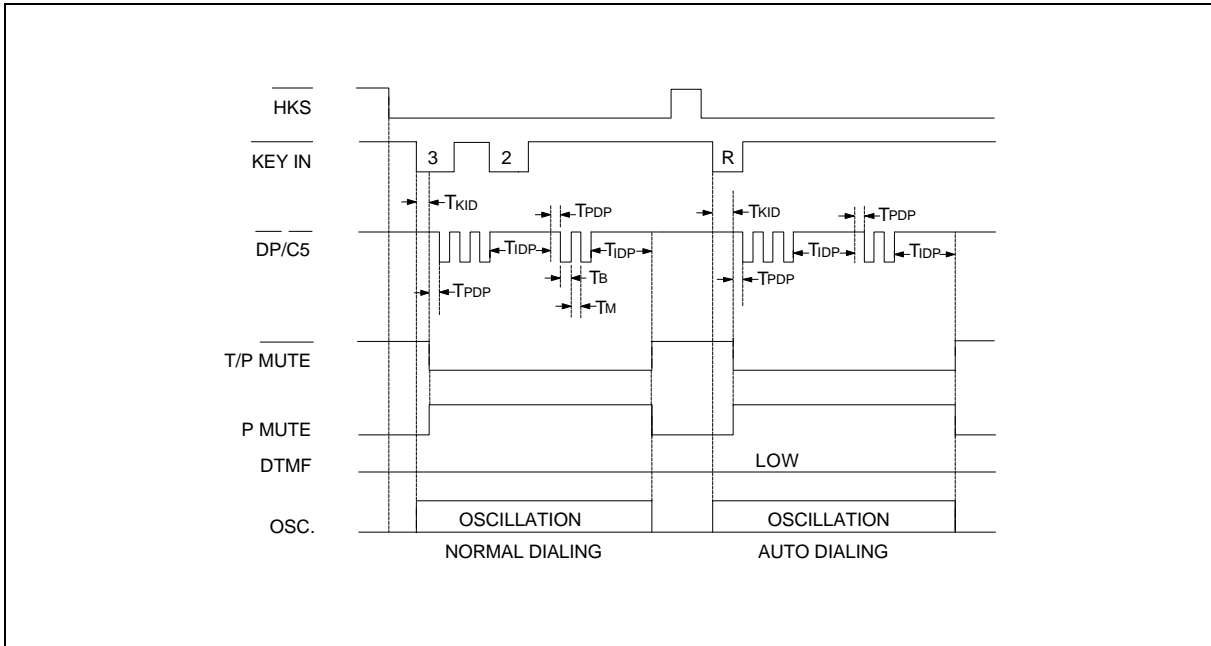 HKS
KEY IN
3
2
R
TKID
TPDP
TKID
TPDP
DP/C5
TIDP
TIDP
TIDP
TIDP
TPDP
TB
TPDP
TM
T/P MUTE
P MUTE
DTMF
LOW
OSC.
OSCILLATION
OSCILLATION
NORMAL DIALING
AUTO DIALING